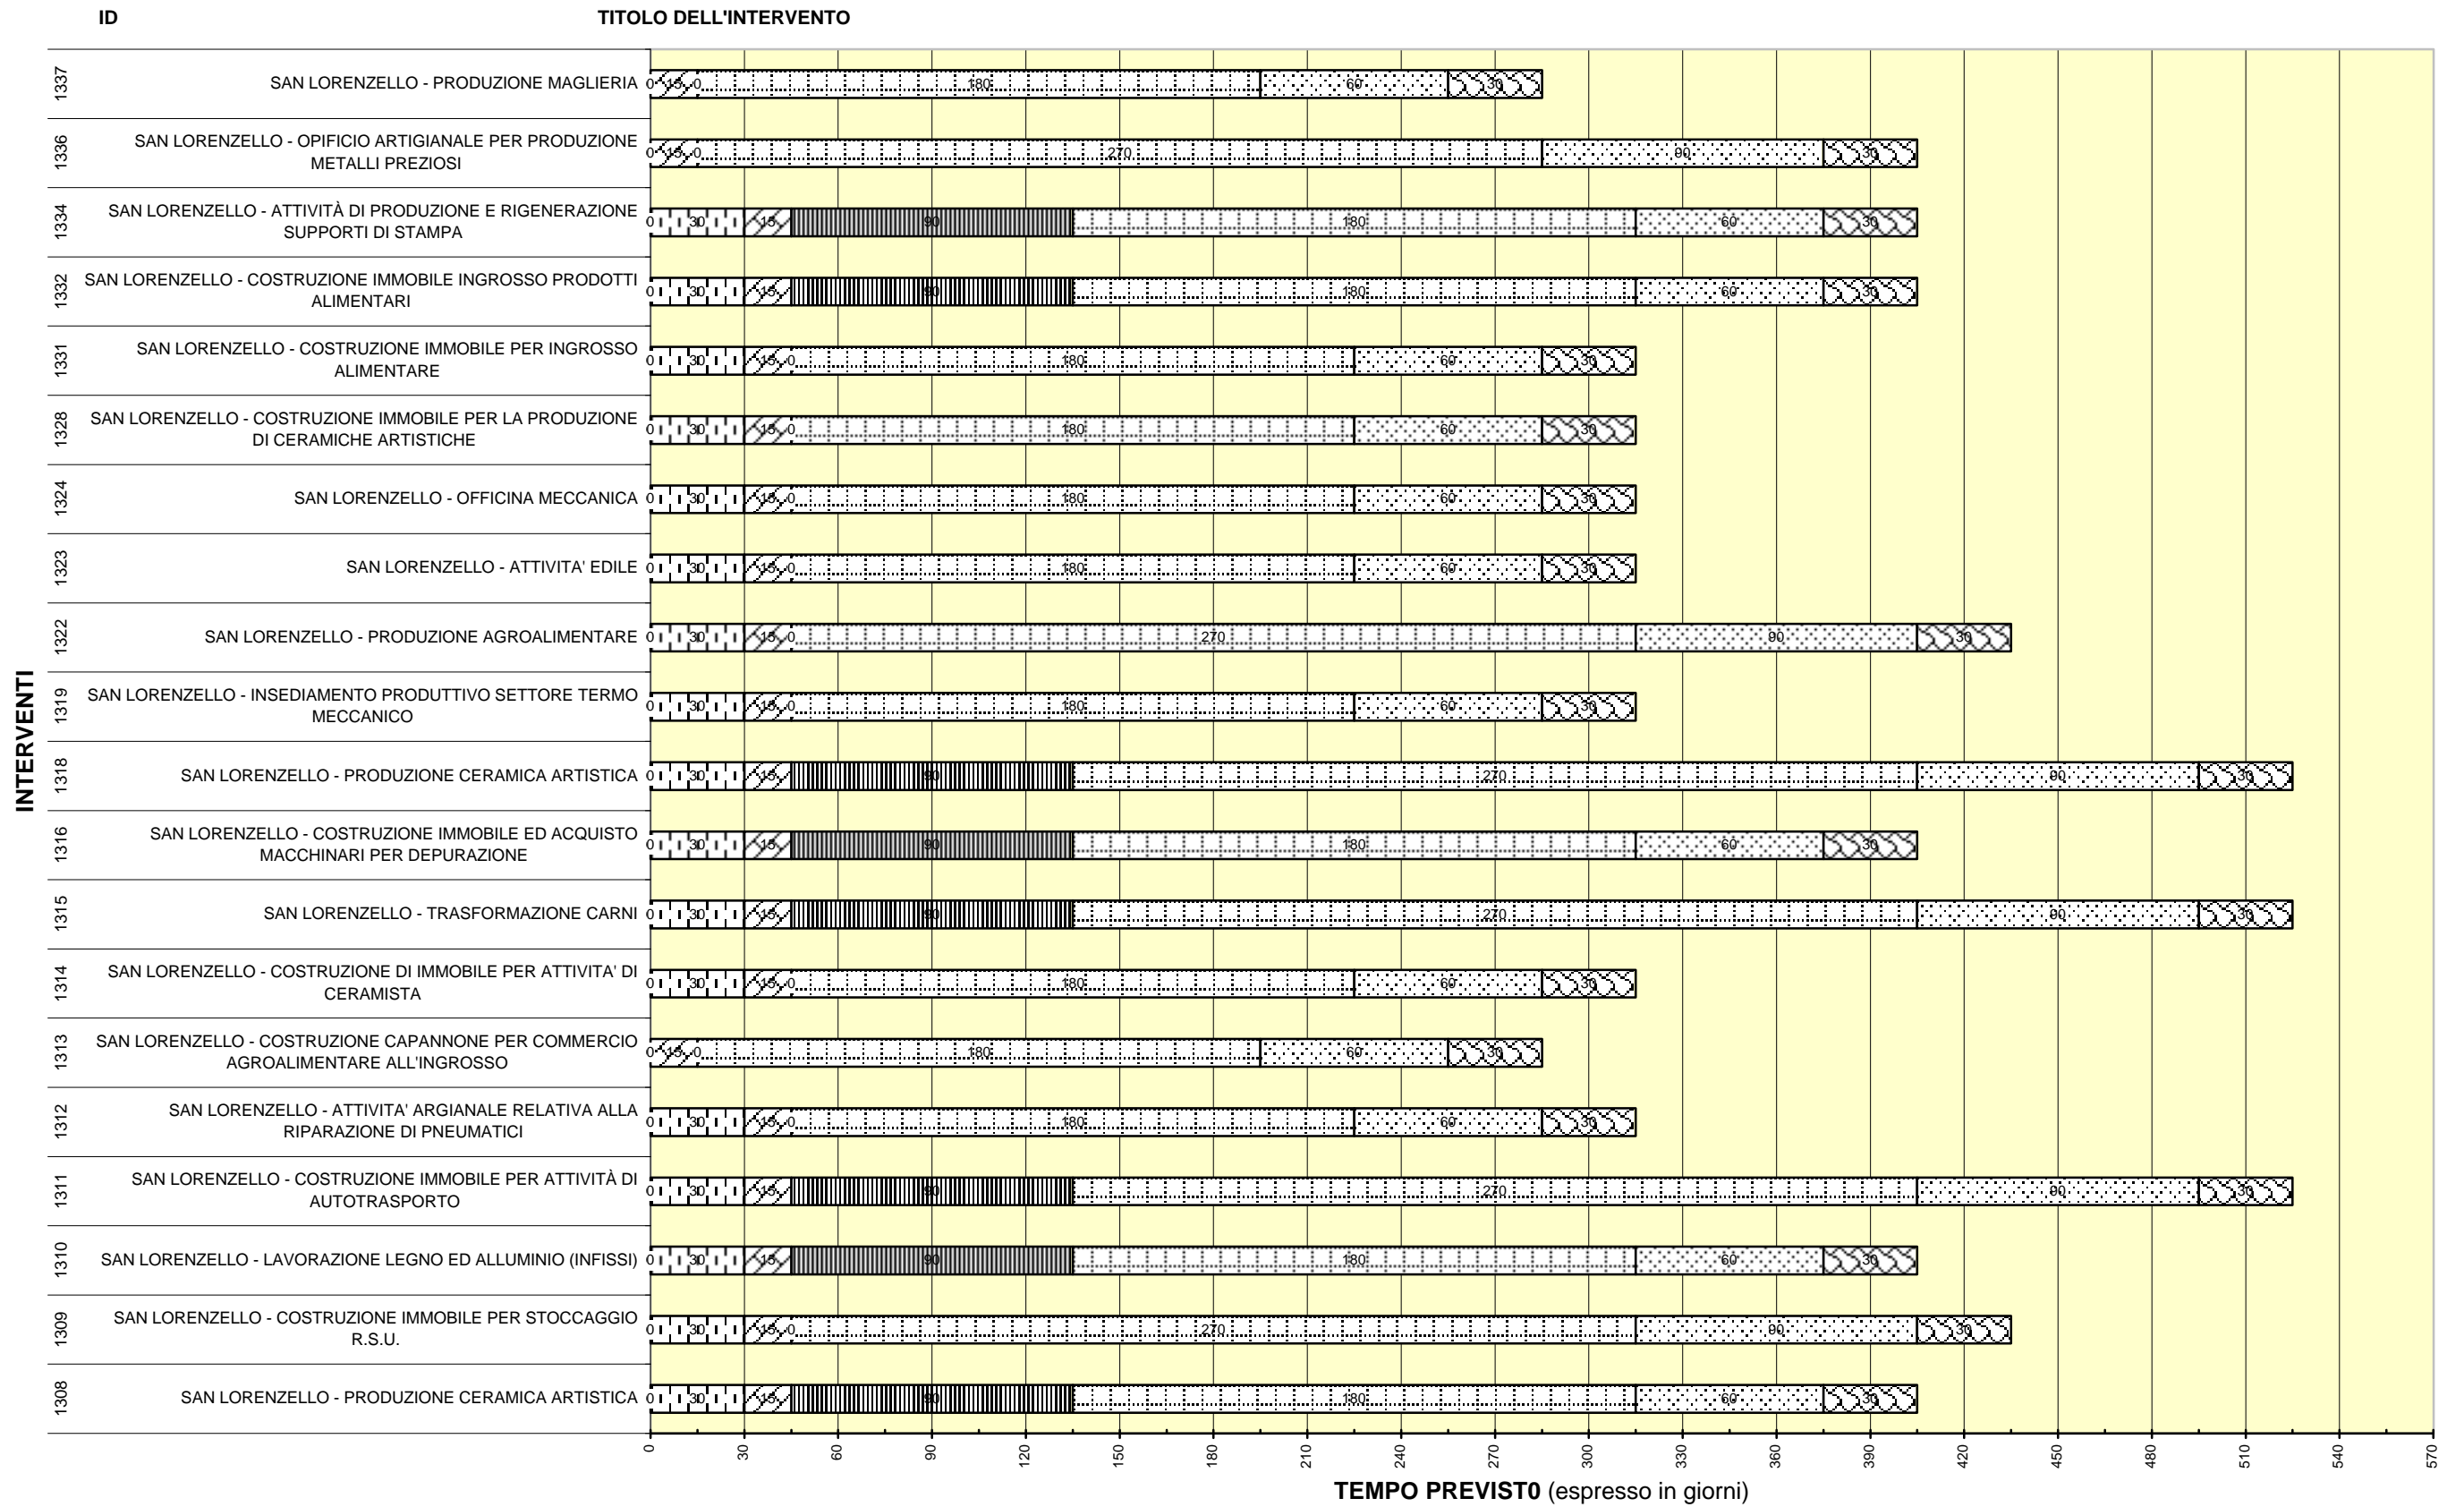 ID TITOLO DELL'INTERVENTO
1337 SAN LORENZELLO - PRODUZIONE MAGLIERIA 0 15 0 180 60 30
1336 SAN LORENZELLO - OPIFICIO ARTIGIANALE PER PRODUZIONE
METALLI PREZIOSI 0 15 0 270 90 30
1334 SAN LORENZELLO - ATTIVITÀ DI PRODUZIONE E RIGENERAZIONE
SUPPORTI DI STAMPA 0 30 15 90 180 60 30
1332 SAN LORENZELLO - COSTRUZIONE IMMOBILE INGROSSO PRODOTTI
ALIMENTARI 0 30 15 90 180 60 30
1331 SAN LORENZELLO - COSTRUZIONE IMMOBILE PER INGROSSO
ALIMENTARE 0 30 15 0 180 60 30
1328 SAN LORENZELLO - COSTRUZIONE IMMOBILE PER LA PRODUZIONE
DI CERAMICHE ARTISTICHE 0 30 15 0 180 60 30
1324 SAN LORENZELLO - OFFICINA MECCANICA 0 30 15 0 180 60 30
1323 SAN LORENZELLO - ATTIVITA' EDILE 0 30 15 0 180 60 30
1322 SAN LORENZELLO - PRODUZIONE AGROALIMENTARE 0 30 15 0 270 90 30
1319 SAN LORENZELLO - INSEDIAMENTO PRODUTTIVO SETTORE TERMO
MECCANICO 0 30 15 0 180 60 30
1318 SAN LORENZELLO - PRODUZIONE CERAMICA ARTISTICA 0 30 15 90 270 90 30
1316 SAN LORENZELLO - COSTRUZIONE IMMOBILE ED ACQUISTO
MACCHINARI PER DEPURAZIONE 0 30 15 90 180 60 30
1315 SAN LORENZELLO - TRASFORMAZIONE CARNI 0 30 15 90 270 90 30
1314 SAN LORENZELLO - COSTRUZIONE DI IMMOBILE PER ATTIVITA' DI
CERAMISTA 0 30 15 0 180 60 30
1313 SAN LORENZELLO - COSTRUZIONE CAPANNONE PER COMMERCIO
AGROALIMENTARE ALL'INGROSSO 0 15 0 180 60 30
1312 SAN LORENZELLO - ATTIVITA' ARGIANALE RELATIVA ALLA
RIPARAZIONE DI PNEUMATICI 0 30 15 0 180 60 30
1311 SAN LORENZELLO - COSTRUZIONE IMMOBILE PER ATTIVITÀ DI
AUTOTRASPORTO 0 30 15 90 270 90 30
1310 SAN LORENZELLO - LAVORAZIONE LEGNO ED ALLUMINIO (INFISSI) 0 30 15 90 180 60 30
1309 SAN LORENZELLO - COSTRUZIONE IMMOBILE PER STOCCAGGIO
R.S.U. 0 30 15 0 270 90 30
1308 SAN LORENZELLO - PRODUZIONE CERAMICA ARTISTICA 0 30 15 90 180 60 30
INTERVENTI
0 30 60 90 120 150 180 210 240 270 300 330 360 390 420 450 480 510 540 570
TEMPO PREVIST0 (espresso in giorni)